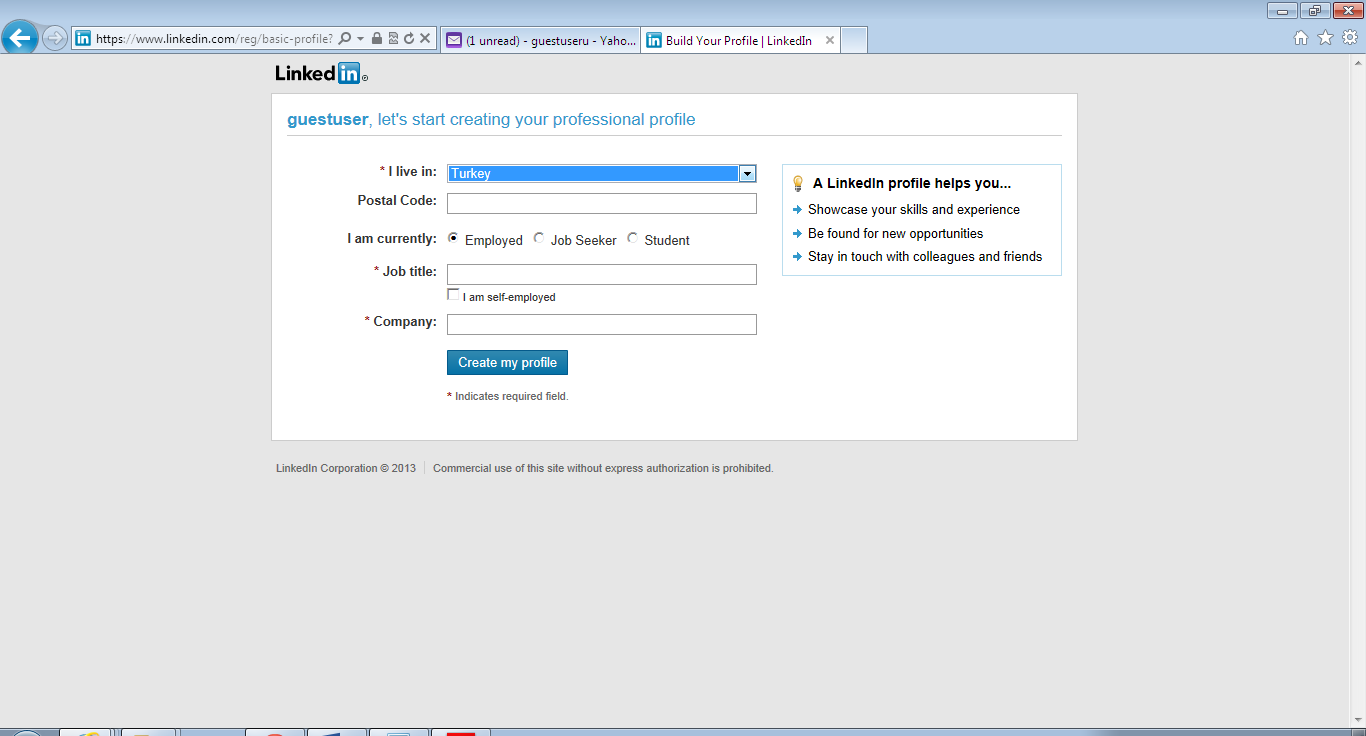 https://www.linkedin.com/reg/basic-profile?
(1 unread) - guestuseru - Yaho...
Build Your Profile | LinkedIn
Linked in
guestuser, let's start creating your professional profile
* I live in: Turkey
Postal Code:
I am currently: Employed Job Seeker Student
* Job title:
I am self-employed
* Company:
Create my profile
* Indicates required field.
A LinkedIn profile helps you...
Showcase your skills and experience
Be found for new opportunities
Stay in touch with colleagues and friends
LinkedIn Corporation © 2013 Commercial use of this site without express authorization is prohibited.